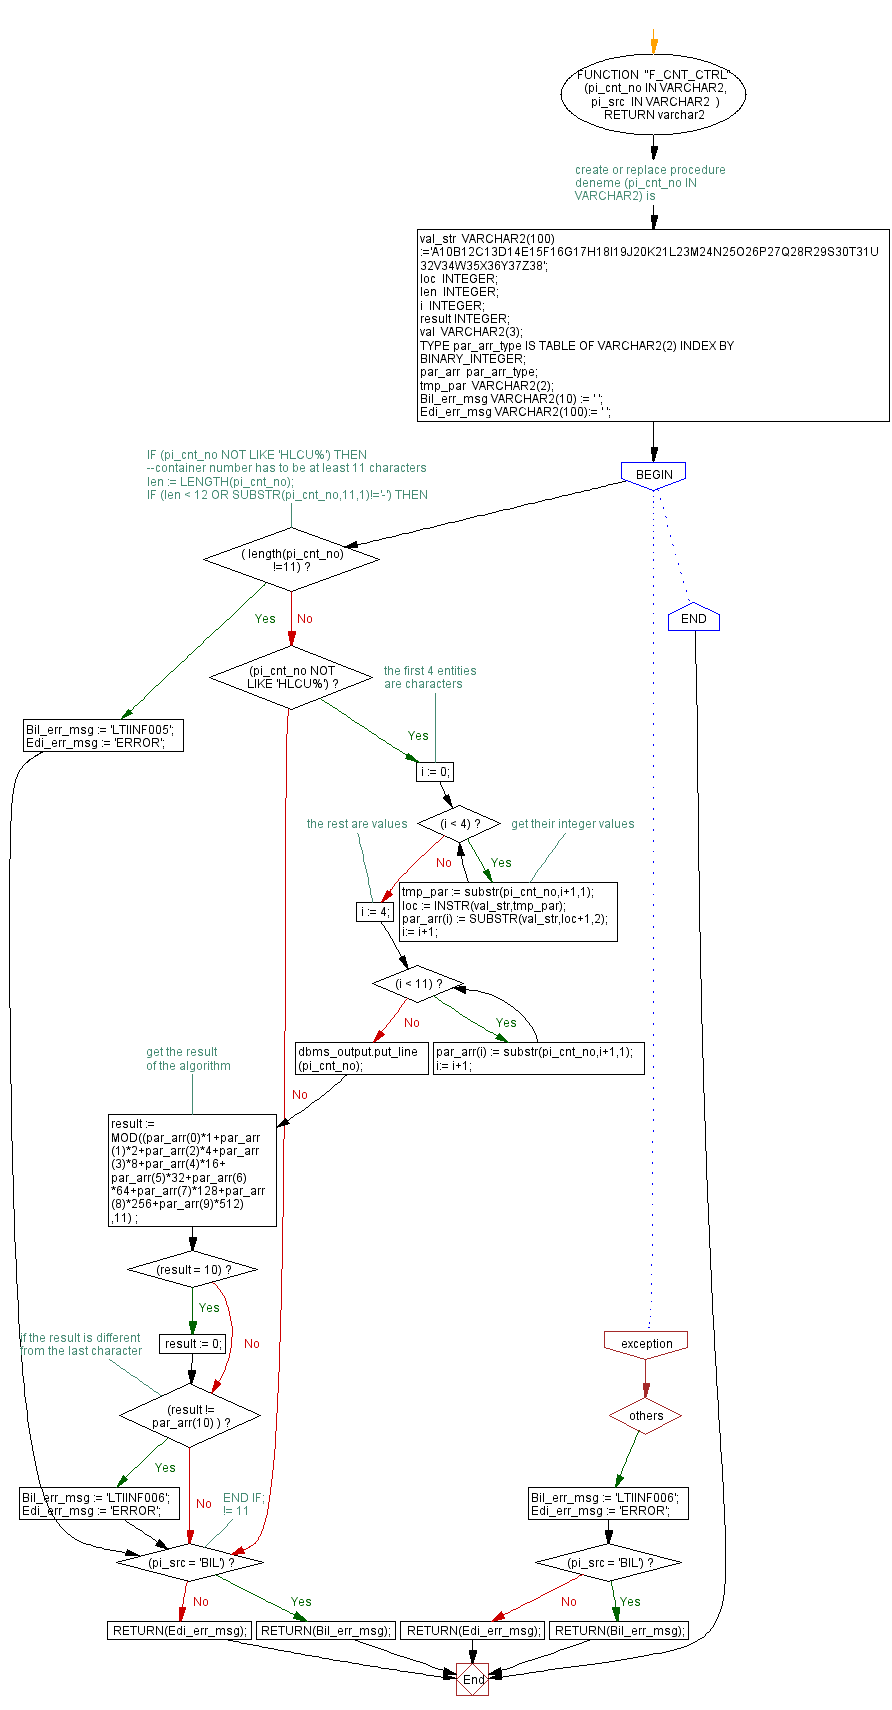 FUNCTION "F_CNT_CTRL"
(pi_cnt_no IN VARCHAR2,
pi_src IN VARCHAR2 )
RETURN varchar2
create or replace procedure
deneme (pi_cnt_no IN
VARCHAR2) is
val_str VARCHAR2(100)
:='A10B12C13D14E15F16G17H18I19J20K21L23M24N25O26P27Q28R29S30T31U
32V34W35X36Y37Z38';
loc INTEGER;
len INTEGER;
i INTEGER;
result INTEGER;
val VARCHAR2(3);
TYPE par_arr_type IS TABLE OF VARCHAR2(2) INDEX BY
BINARY_INTEGER;
par_arr par_arr_type;
tmp_par VARCHAR2(2);
Bil_err_msg VARCHAR2(10) := ' ';
Edi_err_msg VARCHAR2(100):= ' ';
BEGIN
IF (pi_cnt_no NOT LIKE 'HLCU%') THEN
--container number has to be at least 11 characters
len := LENGTH(pi_cnt_no);
IF (len < 12 OR SUBSTR(pi_cnt_no,11,1)!='-') THEN
( length(pi_cnt_no)
!=11) ?
Yes
No
END
(pi_cnt_no NOT
LIKE 'HLCU%') ?
the first 4 entities
are characters
Bil_err_msg := 'LTIINF005';
Edi_err_msg := 'ERROR';
Yes
i := 0;
the rest are values
(i < 4) ?
get their integer values
No
Yes
tmp_par := substr(pi_cnt_no,i+1,1);
loc := INSTR(val_str,tmp_par);
par_arr(i) := SUBSTR(val_str,loc+1,2);
i:= i+1;
i := 4;
(i < 11) ?
No
Yes
dbms_output.put_line
(pi_cnt_no);
par_arr(i) := substr(pi_cnt_no,i+1,1);
i:= i+1;
get the result
of the algorithm
No
result :=
MOD((par_arr(0)*1+par_arr
(1)*2+par_arr(2)*4+par_arr
(3)*8+par_arr(4)*16+
par_arr(5)*32+par_arr(6)
*64+par_arr(7)*128+par_arr
(8)*256+par_arr(9)*512)
,11) ;
(result = 10) ?
Yes
No
result := 0;
if the result is different
from the last character
exception
(result !=
par_arr(10) ) ?
others
Yes
Bil_err_msg := 'LTIINF006';
Edi_err_msg := 'ERROR';
No
END IF;
!= 11
Bil_err_msg := 'LTIINF006';
Edi_err_msg := 'ERROR';
(pi_src = 'BIL') ?
(pi_src = 'BIL') ?
No
Yes
No
Yes
RETURN(Edi_err_msg);
RETURN(Bil_err_msg);
RETURN(Edi_err_msg);
RETURN(Bil_err_msg);
End